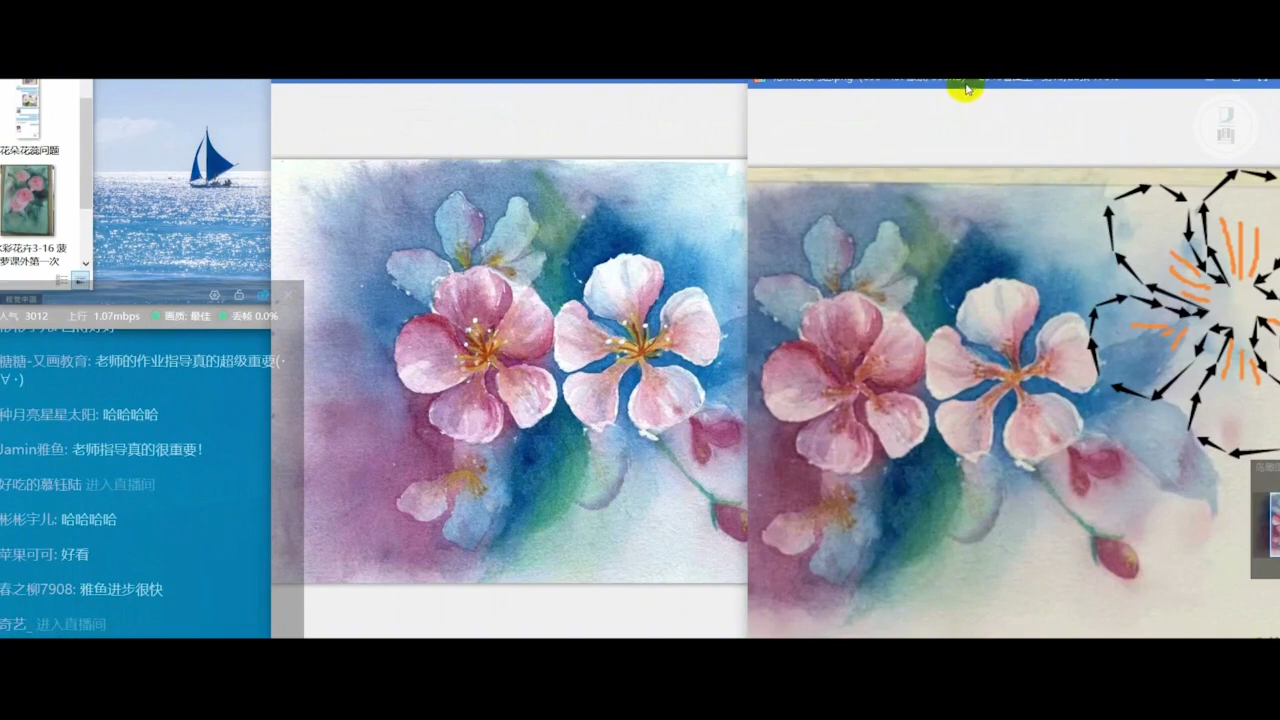 花朵花蕊问题
水彩花卉3-16 菠
萝课外第一次
视觉中国
人气 3012 上行 1.07mbps 画质: 最佳 丢帧 0.0%
糖糖-又画教育: 老师的作业指导真的超级重要(·
∀·)
种月亮星星太阳: 哈哈哈哈
Jamin雅鱼: 老师指导真的很重要!
好吃的慕钰陆 进入直播间
彬彬宇儿: 哈哈哈哈
苹果可可: 好看
春之柳7908: 雅鱼进步很快
奇艺_ 进入直播间